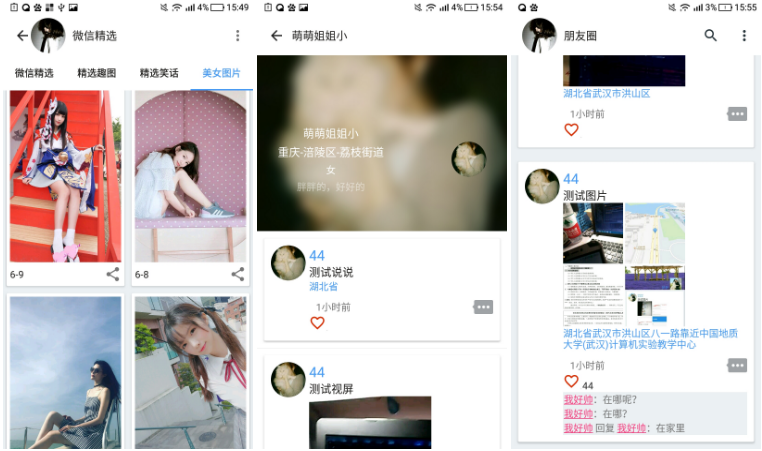 4% 15:49
微信精选
微信精选 精选趣图 精选笑话 美女图片
6-9
6-8
4% 15:54
萌萌姐姐小
萌萌姐姐小
重庆-涪陵区-荔枝街道
女
胖胖的，好好的
44
测试说说
湖北省
1小时前
44
测试视屏
3% 15:55
朋友圈
湖北省武汉市洪山区
1小时前
44
测试图片
湖北省武汉市洪山区八一路靠近中国地质
大学(武汉)计算机实验教学中心
1小时前
44
我好帅：在哪呢？
我好帅：在哪？
我好帅 回复 我好帅：在家里